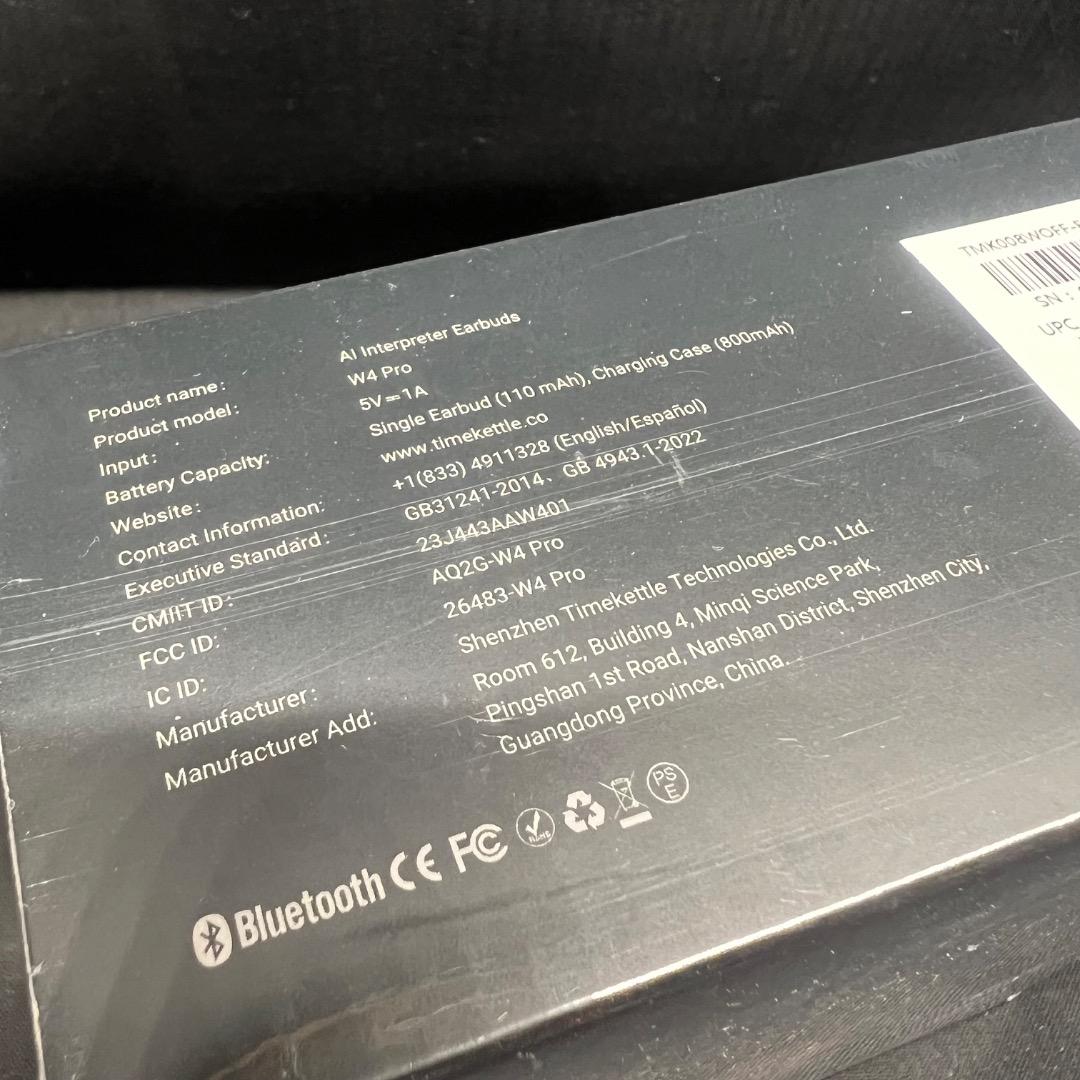 Product name: AI Interpreter Earbuds
Product model: W4 Pro
Input: 5V⎓1A
Battery Capacity: Single Earbud (110 mAh), Charging Case (800mAh)
Website: www.timekettle.co
Contact Information: +1(833) 4911328 (English/Español)
Executive Standard: GB31241-2014、GB 4943.1-2022
CMIIT ID: 23J443AAW401
FCC ID: AQ2G-W4 Pro
IC ID: 26483-W4 Pro
Manufacturer: Shenzhen Timekettle Technologies Co., Ltd.
Manufacturer Add: Room 612, Building 4, Minqi Science Park,
Pingshan 1st Road, Nanshan District, Shenzhen City,
Guangdong Province, China.
Bluetooth CE FC RoHS PSE
TMK008WOFF-
SN :
UPC